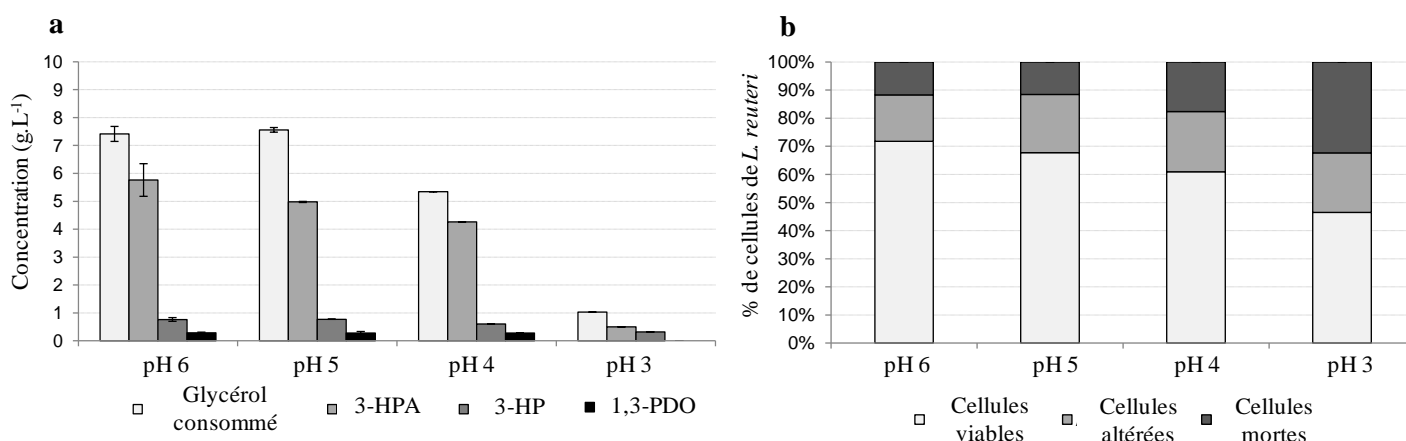 a
Concentration (g.L-1)
10
9
8
7
6
5
4
3
2
1
0
pH 6 pH 5 pH 4 pH 3
Glycérol consommé
3-HPA
3-HP
1,3-PDO
b
% de cellules de L. reuteri
100%
90%
80%
70%
60%
50%
40%
30%
20%
10%
0%
pH 6 pH 5 pH 4 pH 3
Cellules viables
Cellules altérées
Cellules mortes